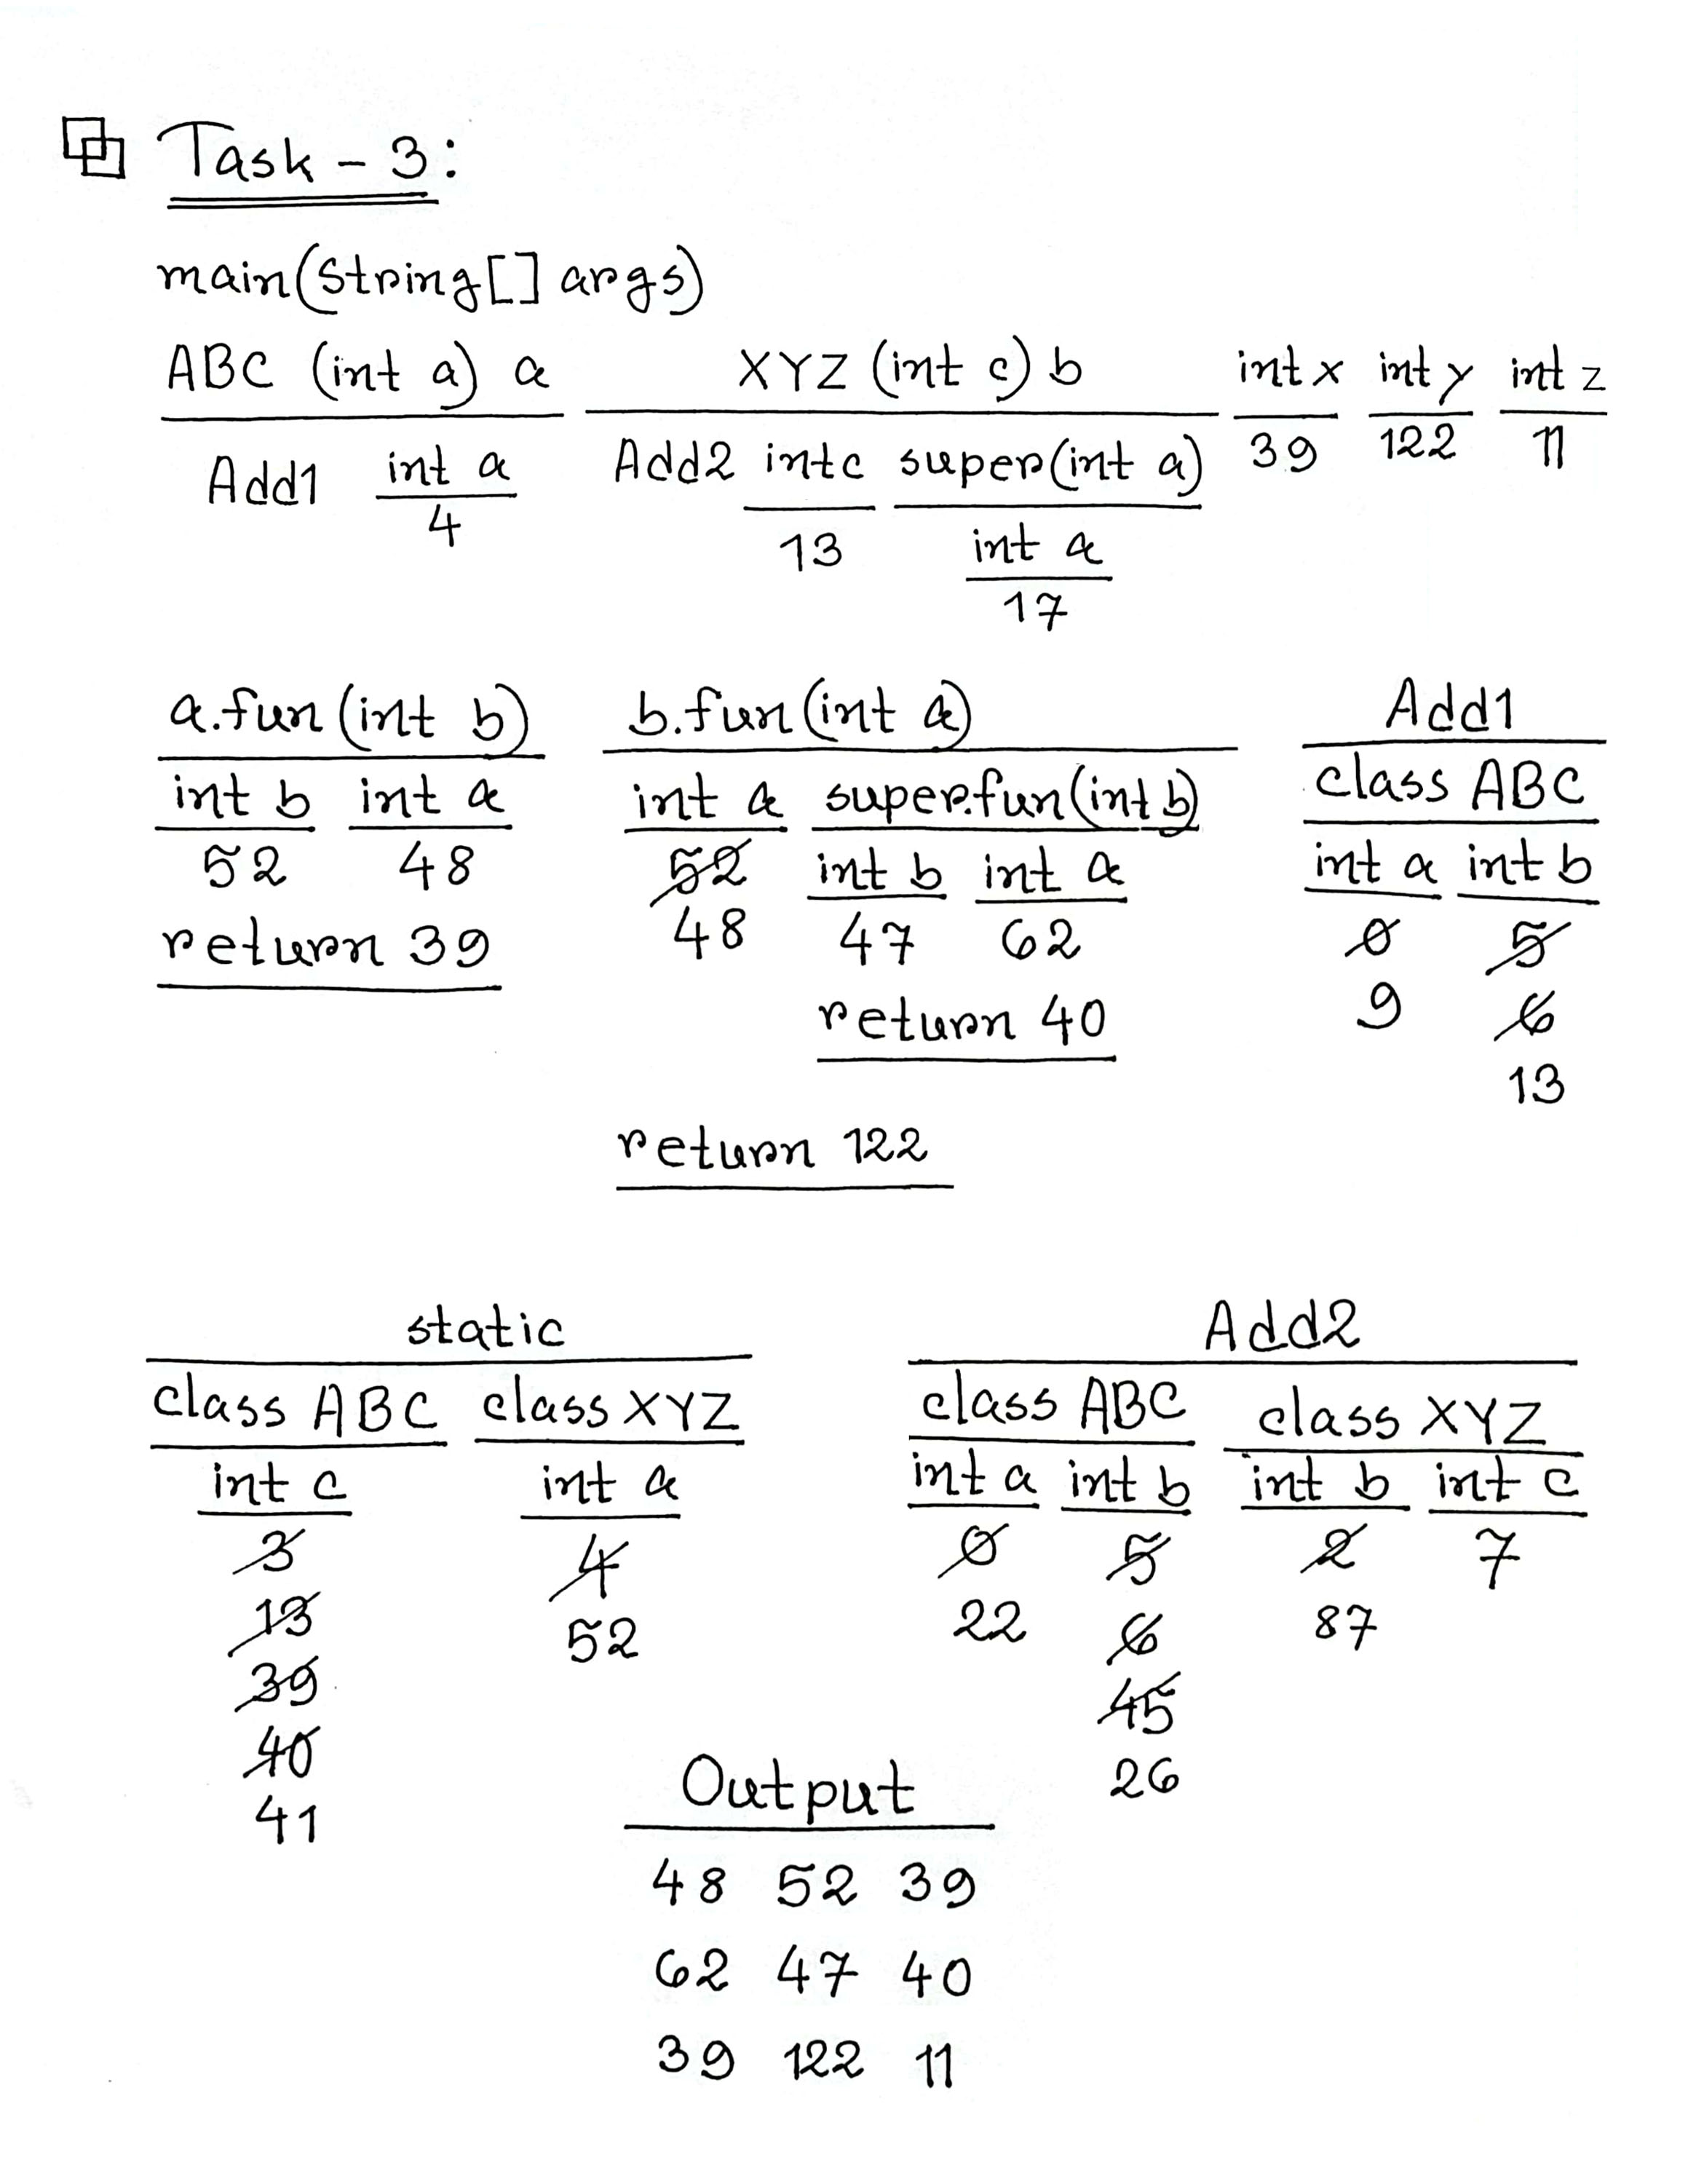 Task - 3:
main(String[] args)
ABC (int a) a XYZ (int c) b int x int y int z
Add1 int a Add2 int c super(int a) 39 122 11
4 13 int a
17
a.fun(int b) b.fun(int a) Add1
int b int a int a super.fun(int b) class ABC
52 48 52 int b int a int a int b
return 39 48 47 62 0 5
return 40 9 6
13
return 122
static Add2
class ABC class XYZ class ABC class XYZ
int c int a int a int b int b int c
3 4 0 5 2 7
13 52 22 6 87
39 45
40 26
41
Output
48 52 39
62 47 40
39 122 11